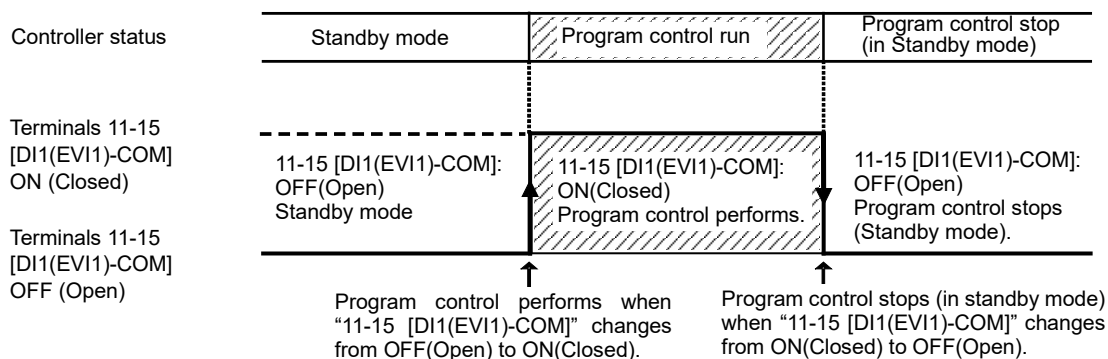 Controller status
Standby mode
Program control run
Program control stop
(in Standby mode)
Terminals 11-15
[DI1(EVI1)-COM]
ON (Closed)
11-15 [DI1(EVI1)-COM]:
OFF(Open)
Standby mode
11-15 [DI1(EVI1)-COM]:
ON(Closed)
Program control performs.
11-15 [DI1(EVI1)-COM]:
OFF(Open)
Program control stops
(Standby mode).
Terminals 11-15
[DI1(EVI1)-COM]
OFF (Open)
Program control performs when
“11-15 [DI1(EVI1)-COM]” changes
from OFF(Open) to ON(Closed).
Program control stops (in standby mode)
when “11-15 [DI1(EVI1)-COM]” changes
from ON(Closed) to OFF(Open).